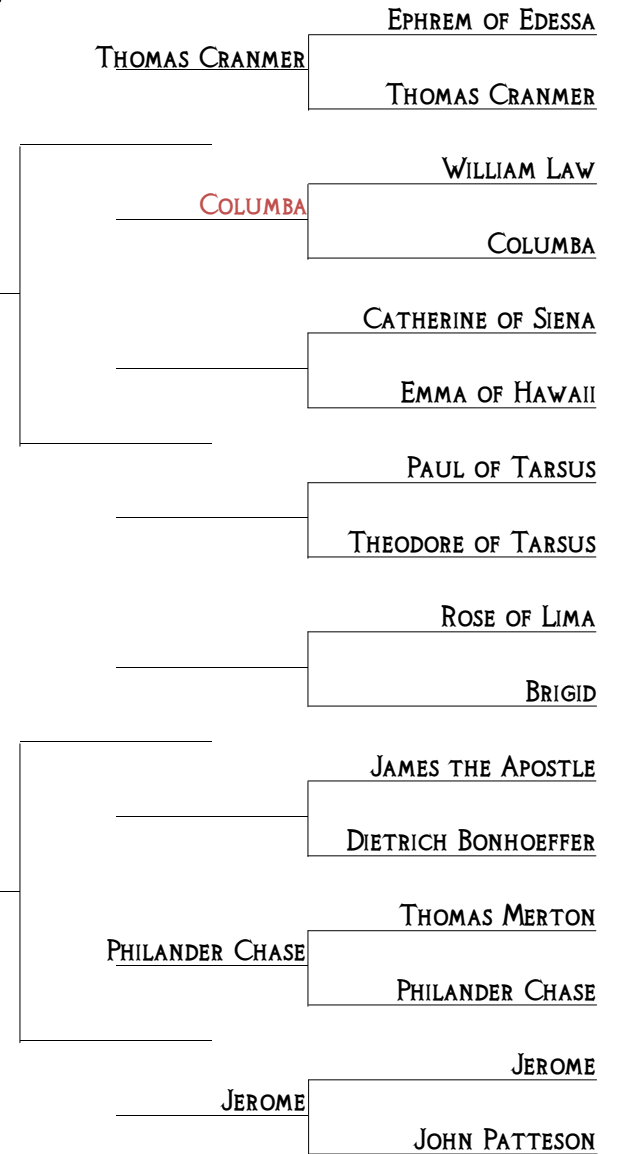 Ephrem of Edessa
Thomas Cranmer
Thomas Cranmer
William Law
Columba
Columba
Catherine of Siena
Emma of Hawaii
Paul of Tarsus
Theodore of Tarsus
Rose of Lima
Brigid
James the Apostle
Dietrich Bonhoeffer
Thomas Merton
Philander Chase
Philander Chase
Jerome
Jerome
John Patteson